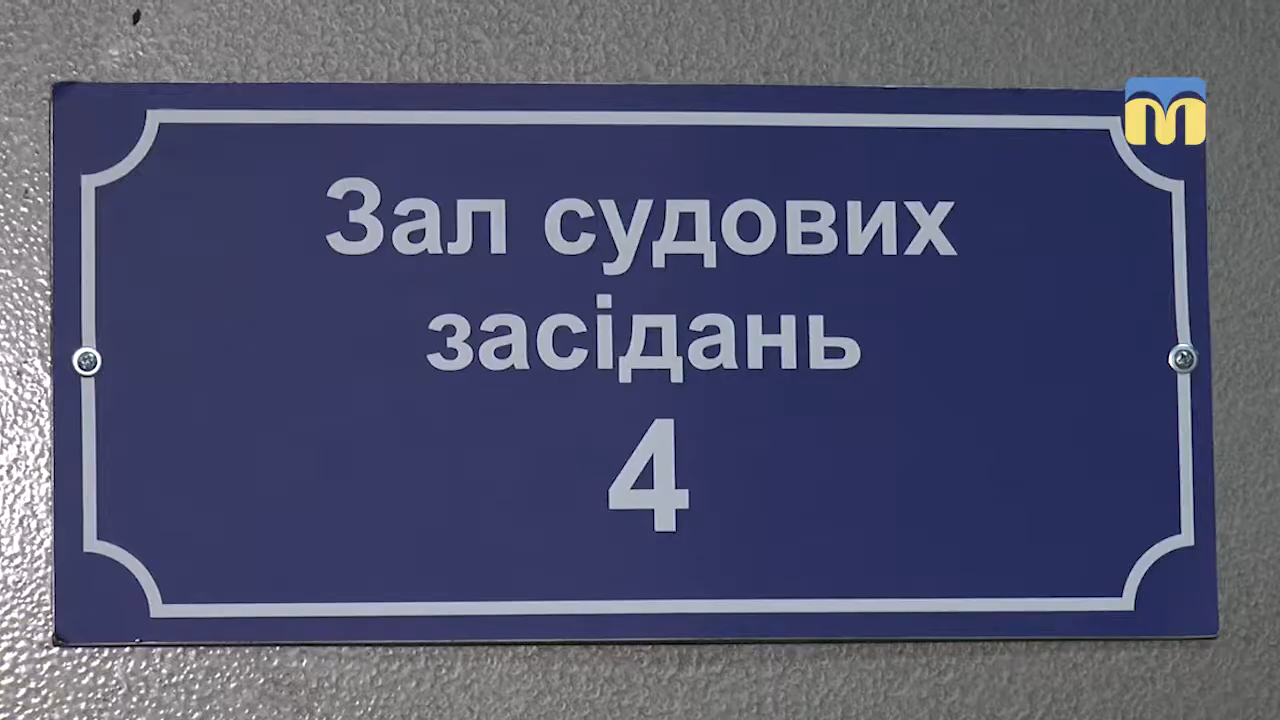 Зал судових
засідань
4